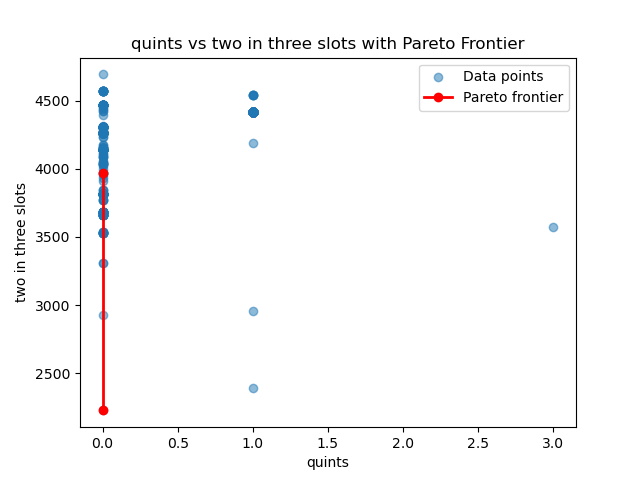 quints vs two in three slots with Pareto Frontier
Data points
Pareto frontier
4500
4000
3500
3000
2500
two in three slots
0.0 0.5 1.0 1.5 2.0 2.5 3.0
quints